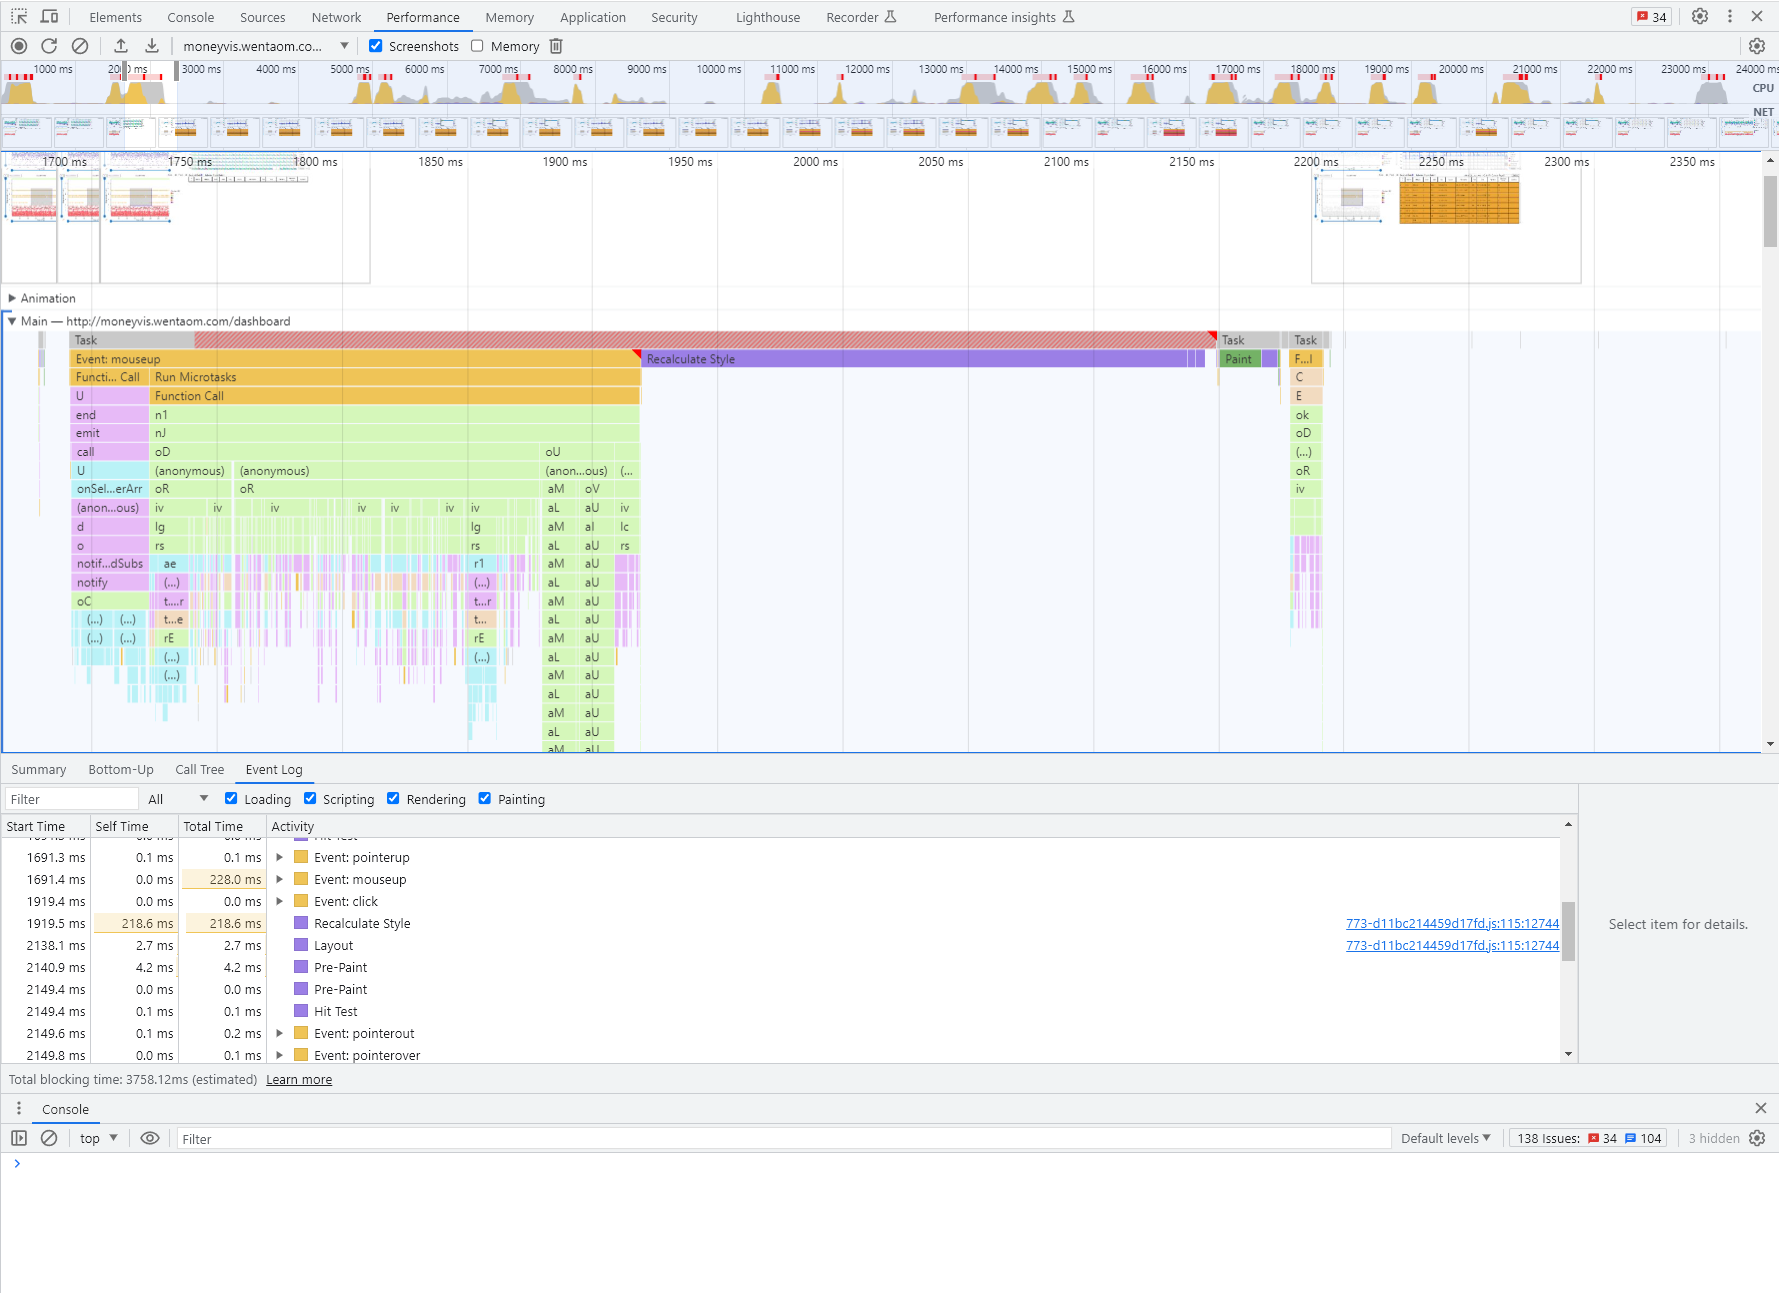 Elements Console Sources Network Performance Memory Application Security Lighthouse Recorder Performance insights 34
moneyvis.wentaom.co... Screenshots Memory
1000 ms 3000 ms 4000 ms 5000 ms 6000 ms 7000 ms 8000 ms 9000 ms 10000 ms 11000 ms 12000 ms 13000 ms 14000 ms 15000 ms 16000 ms 17000 ms 18000 ms 19000 ms 20000 ms 21000 ms 22000 ms 23000 ms 24000 ms
CPU
NET
1700 ms 1750 ms 1800 ms 1850 ms 1900 ms 1950 ms 2000 ms 2050 ms 2100 ms 2150 ms 2200 ms 2250 ms 2300 ms 2350 ms
Animation
Main — http://moneyvis.wentaom.com/dashboard
Task Task Task
Event: mouseup Recalculate Style Paint F...l
Functi... Call Run Microtasks C
U Function Call E
end n1 ok
emit nJ oD
call oD oU (...)
U (anonymous) (anonymous) (anon...ous) (... oR
onSel...erArr oR oR aM oV iv
(anon...ous) iv iv iv iv iv iv iv aL aU iv
d lg lg aM al lc
o rs rs aL aU rs
notif...dSubs ae r1 aM aU
notify (...) (...) aL aU
oC t....r t...r aM aU
(...) (...) t...e t... aL aU
(...) (...) rE rE aM aU
(...) (...) aL aU
(...) aM aU
aL aU
aM aU
aL aU
aM aU
Summary Bottom-Up Call Tree Event Log
Filter All Loading Scripting Rendering Painting
Start Time Self Time Total Time Activity
Hit Test
1691.3 ms 0.1 ms 0.1 ms Event: pointerup
1691.4 ms 0.0 ms 228.0 ms Event: mouseup
1919.4 ms 0.0 ms 0.0 ms Event: click
1919.5 ms 218.6 ms 218.6 ms Recalculate Style 773-d11bc214459d17fd.js:115:12744
2138.1 ms 2.7 ms 2.7 ms Layout 773-d11bc214459d17fd.js:115:12744
2140.9 ms 4.2 ms 4.2 ms Pre-Paint
2149.4 ms 0.0 ms 0.0 ms Pre-Paint
2149.4 ms 0.1 ms 0.1 ms Hit Test
2149.6 ms 0.1 ms 0.2 ms Event: pointerout
2149.8 ms 0.0 ms 0.1 ms Event: pointerover
Select item for details.
Total blocking time: 3758.12ms (estimated) Learn more
Console
top Filter Default levels 138 Issues: 34 104 3 hidden